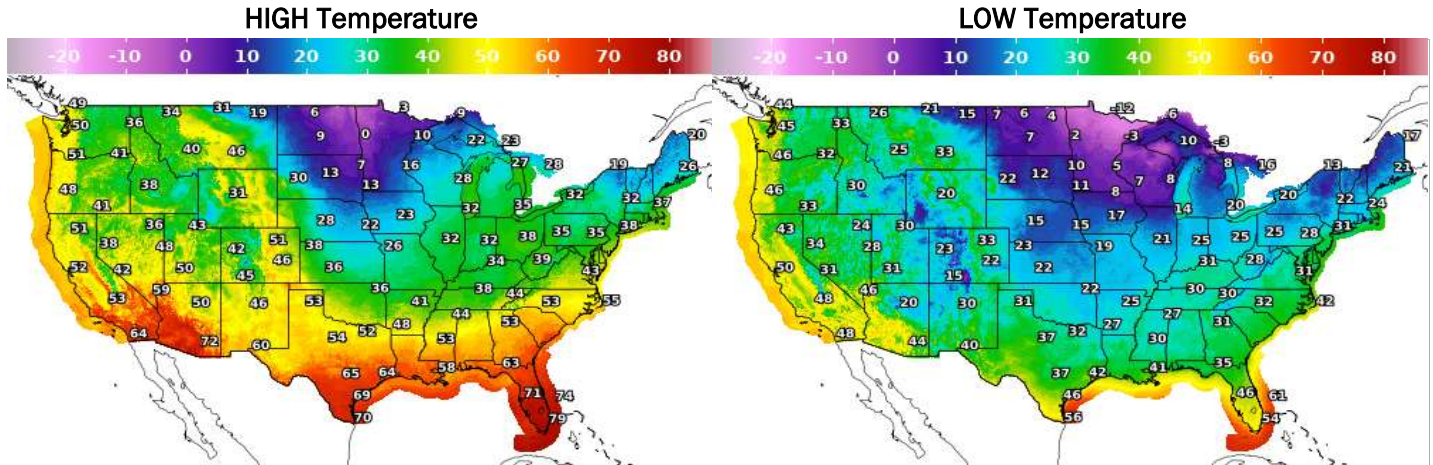 HIGH Temperature LOW Temperature
-20 -10 0 10 20 30 40 50 60 70 80 -20 -10 0 10 20 30 40 50 60 70 80
49 34 31 19 6 3 -9 44 26 21 15 7 6 4 -12 -6
50 36 9 0 10 22 23 20 45 33 7 2 -3 10 -3 17
51 41 40 46 7 16 27 28 19 26 46 32 25 33 10 5 8 16 13 21
48 38 31 30 13 13 28 32 32 37 46 30 20 22 12 11 8 7 8 20 22 24
41 28 22 23 32 35 33 15 15 17 14 20
51 38 36 48 43 42 51 46 38 26 32 32 38 35 35 38 43 34 24 28 30 23 33 22 23 19 21 25 25 25 28 31
52 42 50 45 36 34 39 43 50 31 31 15 22 31 28 31
53 59 50 46 53 36 41 38 44 53 55 48 46 20 30 31 22 25 30 30 32 42
64 72 60 54 52 48 44 53 53 48 44 40 37 32 27 27 30 31
65 64 58 63 37 42 41 35
69 71 74 46 46 61
70 79 56 54